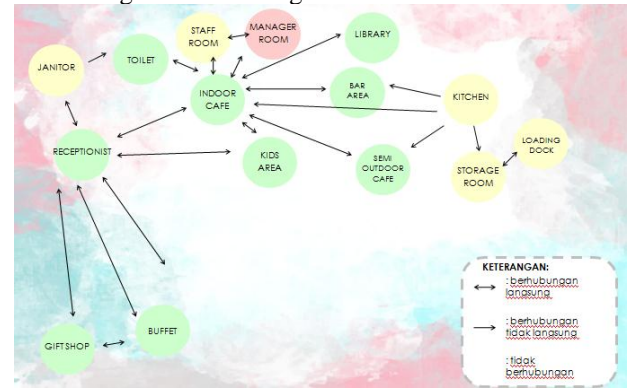 STAFF
ROOM
MANAGER
ROOM
LIBRARY
JANITOR
TOILET
INDOOR
CAFE
BAR
AREA
KITCHEN
RECEPTIONIST
KIDS
AREA
SEMI
OUTDOOR
CAFE
STORAGE
ROOM
LOADING
DOCK
GIFTSHOP
BUFFET
KETERANGAN:
: berhubungan
langsung
: berhubungan
tidak langsung
: tidak
berhubungan